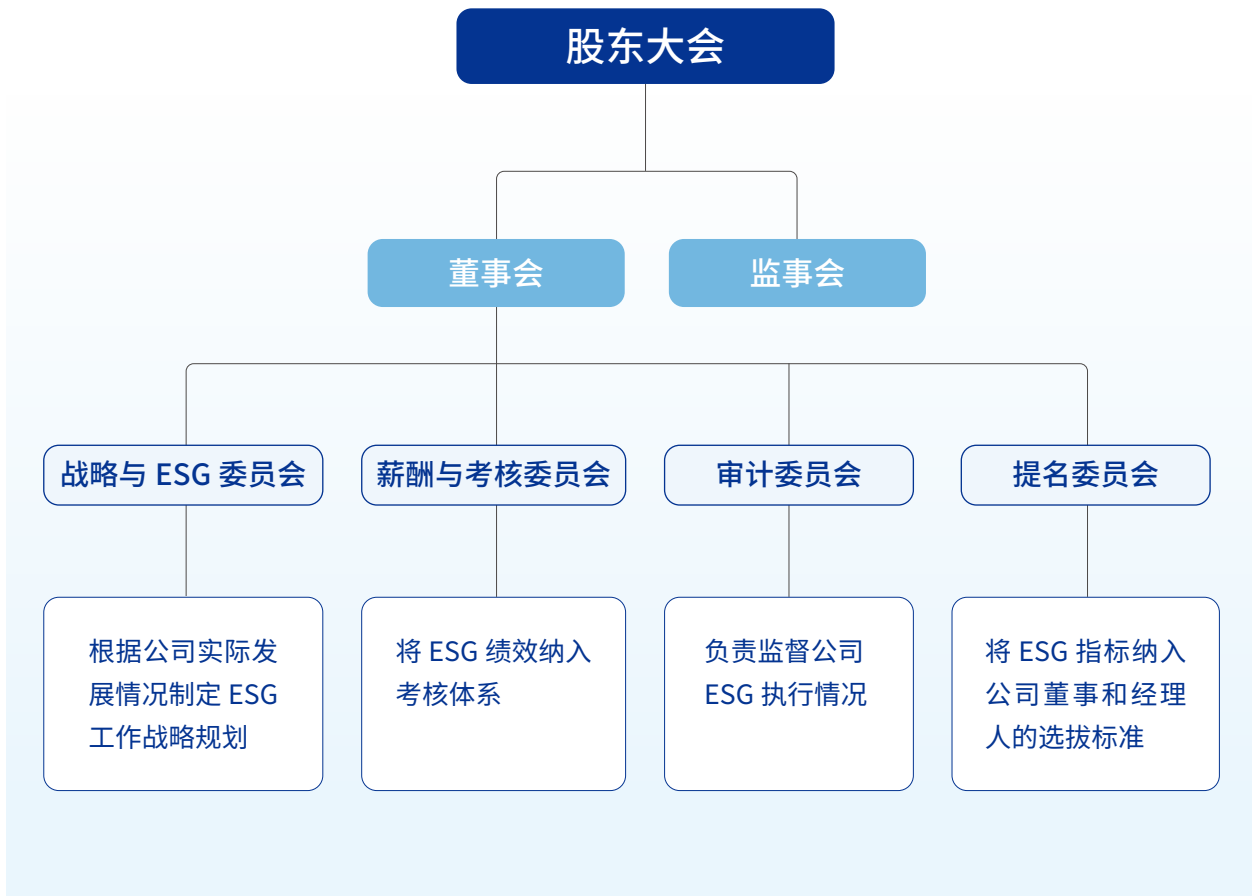 股东大会
董事会
监事会
战略与 ESG 委员会
薪酬与考核委员会
审计委员会
提名委员会
根据公司实际发
展情况制定 ESG
工作战略规划
将 ESG 绩效纳入
考核体系
负责监督公司
ESG 执行情况
将 ESG 指标纳入
公司董事和经理
人的选拔标准